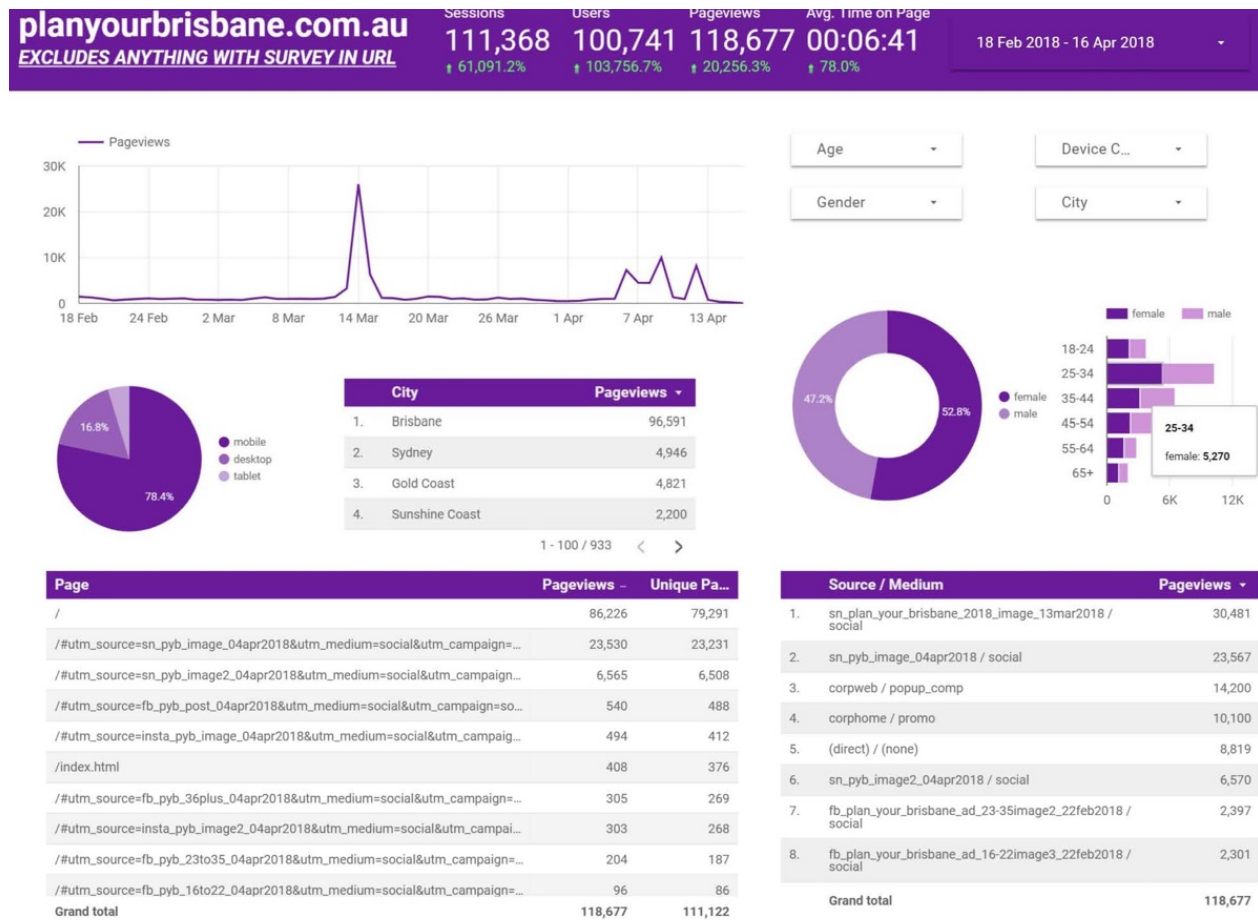 planyourbrisbane.com.au
EXCLUDES ANYTHING WITH SURVEY IN URL
Sessions
111,368
61,091.2%
Users
100,741
103,756.7%
Pageviews
118,677
20,256.3%
Avg. Time on Page
00:06:41
78.0%
18 Feb 2018 - 16 Apr 2018
Pageviews
30K
20K
10K
0
18 Feb 24 Feb 2 Mar 8 Mar 14 Mar 20 Mar 26 Mar 1 Apr 7 Apr 13 Apr
Age
Device C...
Gender
City
16.8%
78.4%
mobile
desktop
tablet
City Pageviews
1. Brisbane 96,591
2. Sydney 4,946
3. Gold Coast 4,821
4. Sunshine Coast 2,200
1 - 100 / 933
47.2%
52.8%
female
male
female male
18-24
25-34
35-44
45-54
55-64
65+
0 6K 12K
25-34
female: 5,270
Page Pageviews Unique Pa...
/ 86,226 79,291
/#utm_source=sn_pyb_image_04apr2018&utm_medium=social&utm_campaign=... 23,530 23,231
/#utm_source=sn_pyb_image2_04apr2018&utm_medium=social&utm_campaign... 6,565 6,508
/#utm_source=fb_pyb_post_04apr2018&utm_medium=social&utm_campaign=so... 540 488
/#utm_source=insta_pyb_image_04apr2018&utm_medium=social&utm_campaig... 494 412
/index.html 408 376
/#utm_source=fb_pyb_36plus_04apr2018&utm_medium=social&utm_campaign=... 305 269
/#utm_source=insta_pyb_image2_04apr2018&utm_medium=social&utm_campai... 303 268
/#utm_source=fb_pyb_23to35_04apr2018&utm_medium=social&utm_campaign=... 204 187
/#utm_source=fb_pyb_16to22_04apr2018&utm_medium=social&utm_campaign=... 96 86
Grand total 118,677 111,122
Source / Medium Pageviews
1. sn_plan_your_brisbane_2018_image_13mar2018 / 30,481
social
2. sn_pyb_image_04apr2018 / social 23,567
3. corpweb / popup_comp 14,200
4. corphome / promo 10,100
5. (direct) / (none) 8,819
6. sn_pyb_image2_04apr2018 / social 6,570
7. fb_plan_your_brisbane_ad_23-35image2_22feb2018 / 2,397
social
8. fb_plan_your_brisbane_ad_16-22image3_22feb2018 / 2,301
social
Grand total 118,677